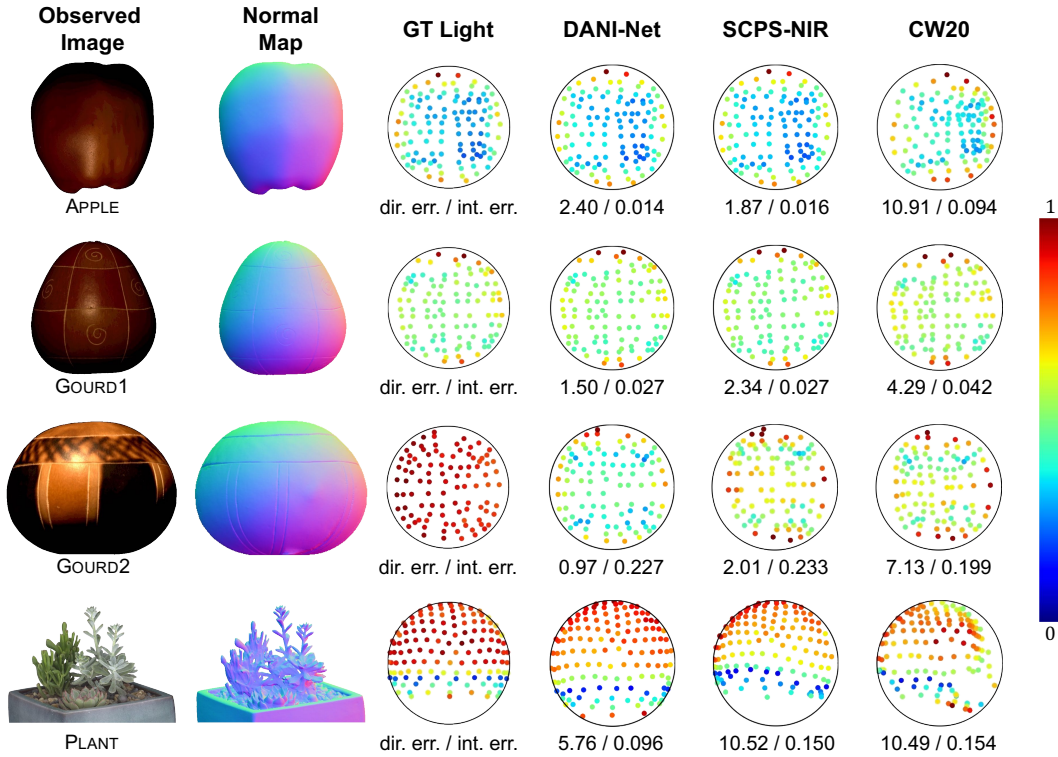 Observed Image
Normal Map
GT Light
DANI-Net
SCPS-NIR
CW20
APPLE
dir. err. / int. err.
2.40 / 0.014
1.87 / 0.016
10.91 / 0.094
GOURD1
dir. err. / int. err.
1.50 / 0.027
2.34 / 0.027
4.29 / 0.042
GOURD2
dir. err. / int. err.
0.97 / 0.227
2.01 / 0.233
7.13 / 0.199
PLANT
dir. err. / int. err.
5.76 / 0.096
10.52 / 0.150
10.49 / 0.154
1
0